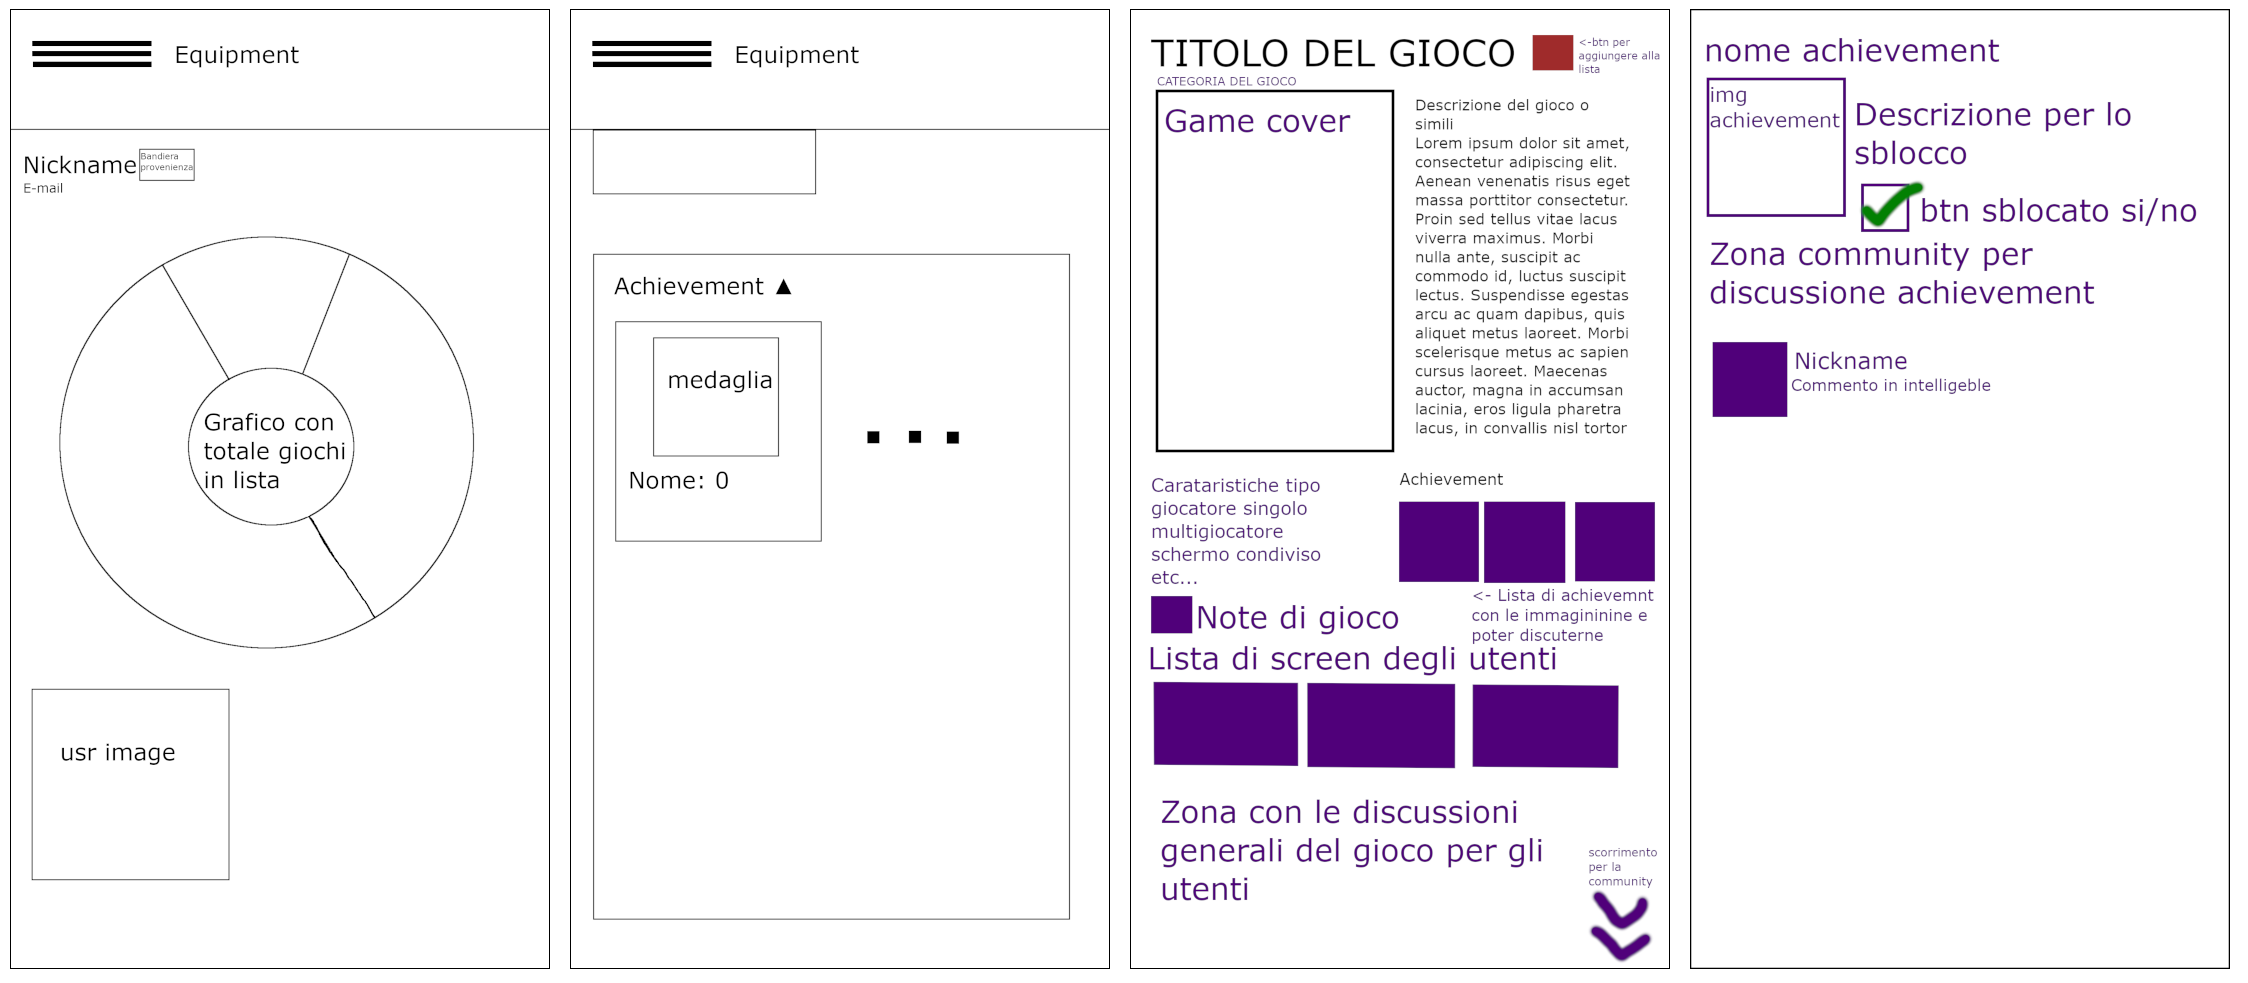 Equipment
Nickname
Bandiera
provenienza
E-mail
Grafico con
totale giochi
in lista
usr image
Equipment
Achievement ▲
medaglia
Nome: 0
TITOLO DEL GIOCO
<-btn per
aggiungere alla
lista
CATEGORIA DEL GIOCO
Game cover
Descrizione del gioco o
simili
Lorem ipsum dolor sit amet,
consectetur adipiscing elit.
Aenean venenatis risus eget
massa porttitor consectetur.
Proin sed tellus vitae lacus
viverra maximus. Morbi
nulla ante, suscipit ac
commodo id, luctus suscipit
lectus. Suspendisse egestas
arcu ac quam dapibus, quis
aliquet metus laoreet. Morbi
scelerisque metus ac sapien
cursus laoreet. Maecenas
auctor, magna in accumsan
lacinia, eros ligula pharetra
lacus, in convallis nisl tortor
Carataristiche tipo
giocatore singolo
multigiocatore
schermo condiviso
etc...
Achievement
<- Lista di achievemnt
con le immagininine e
poter discuterne
Note di gioco
Lista di screen degli utenti
Zona con le discussioni
generali del gioco per gli
utenti
scorrimento
per la
community
nome achievement
img
achievement
Descrizione per lo
sblocco
btn sblocato si/no
Zona community per
discussione achievement
Nickname
Commento in intelligeble